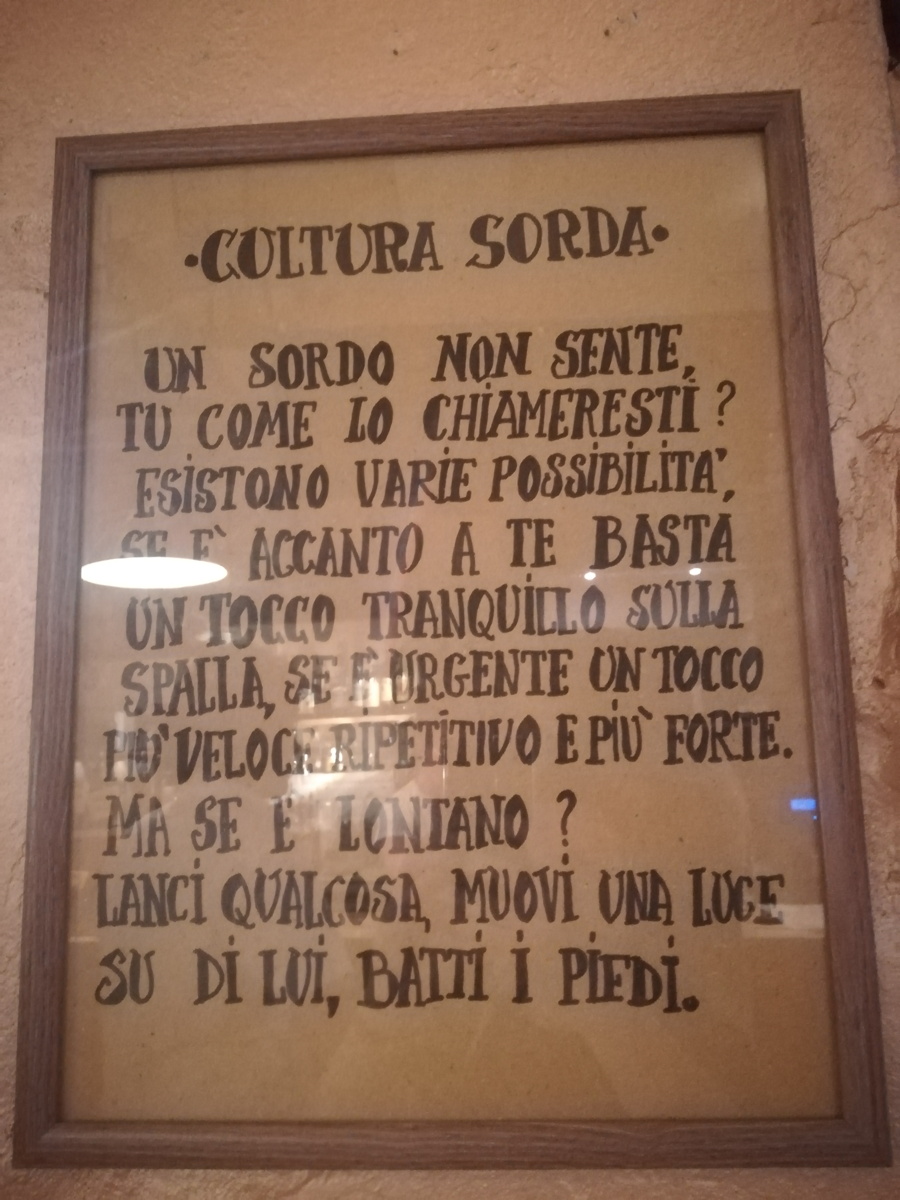 ·CULTURA SORDA·
UN SORDO NON SENTE,
TU COME LO CHIAMERESTI?
ESISTONO VARIE POSSIBILITA',
SE E` ACCANTO A TE BASTA
UN TOCCO TRANQUILLO SULLA
SPALLA, SE E` URGENTE UN TOCCO
PIU` VELOCE RIPETITIVO E PIU` FORTE.
MA SE E` LONTANO?
LANCI QUALCOSA, MUOVI UNA LUCE
SU DI LUI, BATTI I PIEDI.